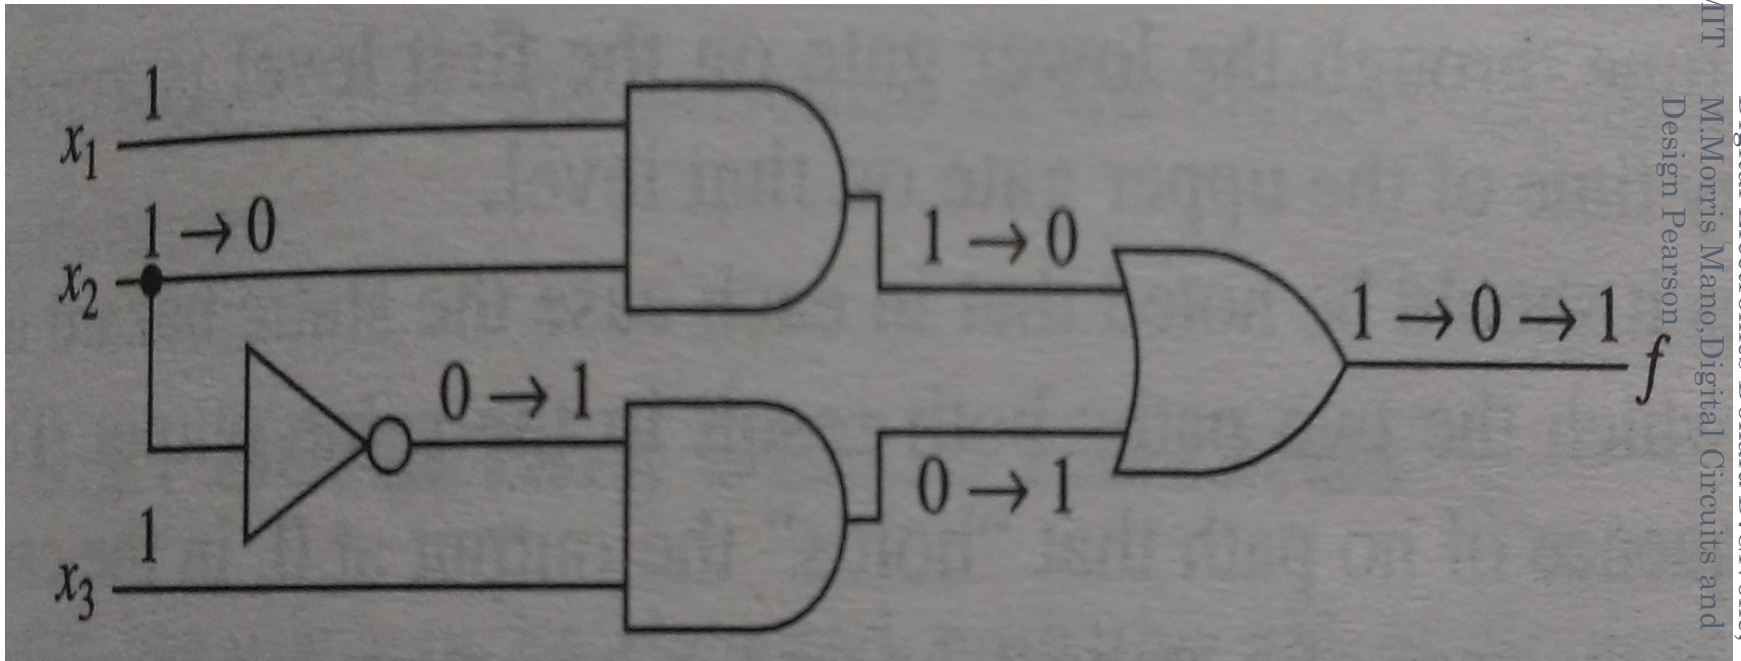 1
x1
1 → 0
x2
0 → 1
1
x3
1 → 0
0 → 1
1 → 0 → 1
f
MIT
M.Morris Mano,Digital Circuits and
Design Pearson